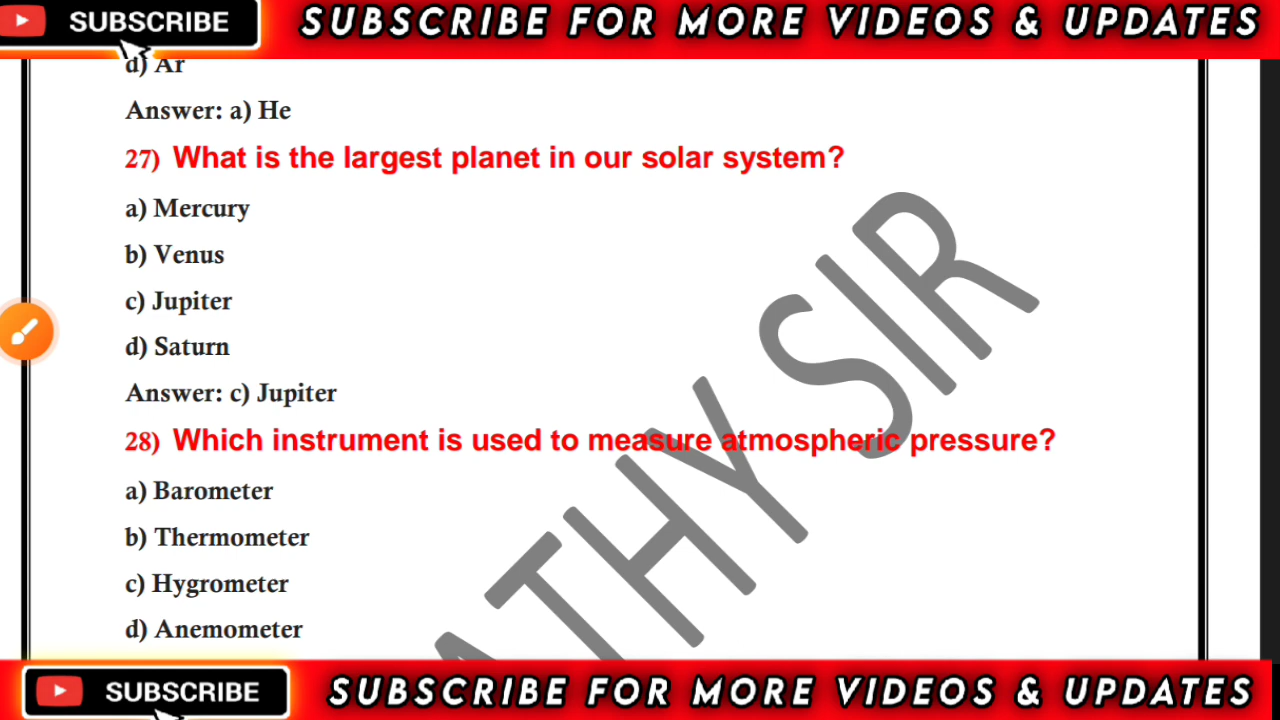 SUBSCRIBE
SUBSCRIBE FOR MORE VIDEOS & UPDATES
d) Ar
Answer: a) He
27) What is the largest planet in our solar system?
a) Mercury
b) Venus
c) Jupiter
d) Saturn
Answer: c) Jupiter
28) Which instrument is used to measure atmospheric pressure?
a) Barometer
b) Thermometer
c) Hygrometer
d) Anemometer
ATHY SIR
SUBSCRIBE
SUBSCRIBE FOR MORE VIDEOS & UPDATES